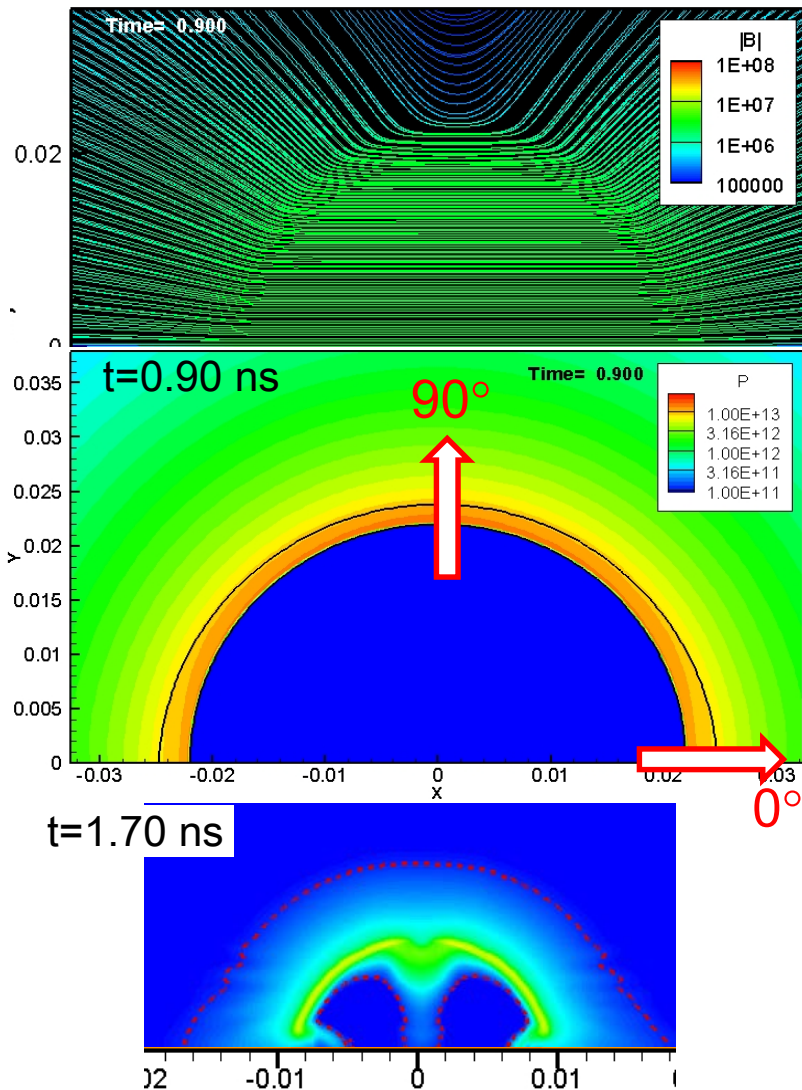 Time= 0.900
|B|
1E+08
1E+07
1E+06
100000
0.02
t=0.90 ns
Time= 0.900
P
1.00E+13
3.16E+12
1.00E+12
3.16E+11
1.00E+11
90°
0.035
0.03
0.025
0.02
0.015
0.01
0.005
0
Y
-0.03 -0.02 -0.01 0 0.01 0.02 0.03
X
0°
t=1.70 ns
-0.01 0 0.01